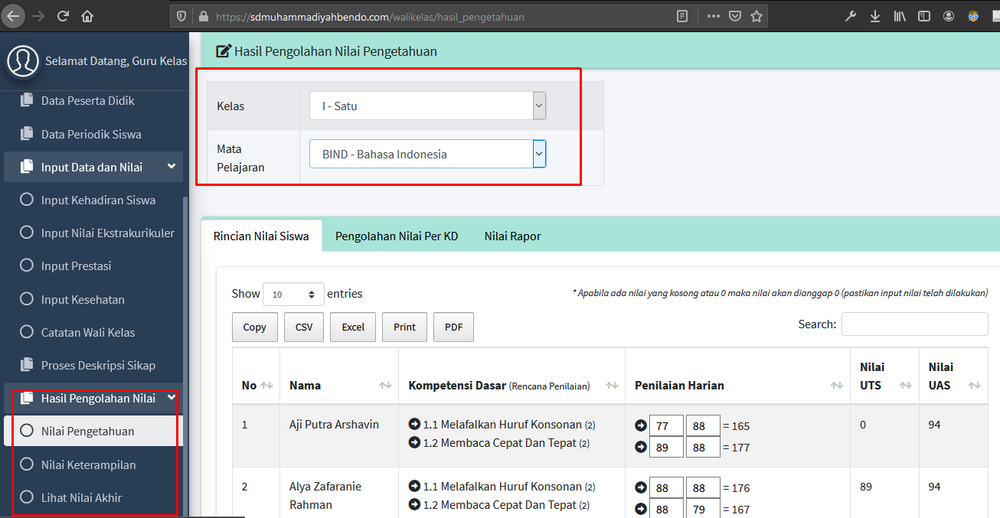 https://sdmuhammadiyahbendo.com/walikelas/hasil_pengetahuan
Selamat Datang, Guru Kelas
Data Peserta Didik
Data Periodik Siswa
Input Data dan Nilai
Input Kehadiran Siswa
Input Nilai Ekstrakurikuler
Input Prestasi
Input Kesehatan
Catatan Wali Kelas
Proses Deskripsi Sikap
Hasil Pengolahan Nilai
Nilai Pengetahuan
Nilai Keterampilan
Lihat Nilai Akhir
Hasil Pengolahan Nilai Pengetahuan
Kelas
I - Satu
Mata
Pelajaran
BIND - Bahasa Indonesia
Rincian Nilai Siswa Pengolahan Nilai Per KD Nilai Rapor
Show 10 entries
* Apabila ada nilai yang kosong atau 0 maka nilai akan dianggap 0 (pastikan input nilai telah dilakukan)
Copy CSV Excel Print PDF
Search:
No Nama Kompetensi Dasar (Rencana Penilaian) Penilaian Harian Nilai UTS Nilai UAS
1 Aji Putra Arshavin 1.1 Melafalkan Huruf Konsonan (2) 77 88 = 165 0 94
1.2 Membaca Cepat Dan Tepat (2) 89 88 = 177
2 Alya Zafaranie 1.1 Melafalkan Huruf Konsonan (2) 88 88 = 176 89 94
Rahman 1.2 Membaca Cepat Dan Tepat (2) 88 79 = 167